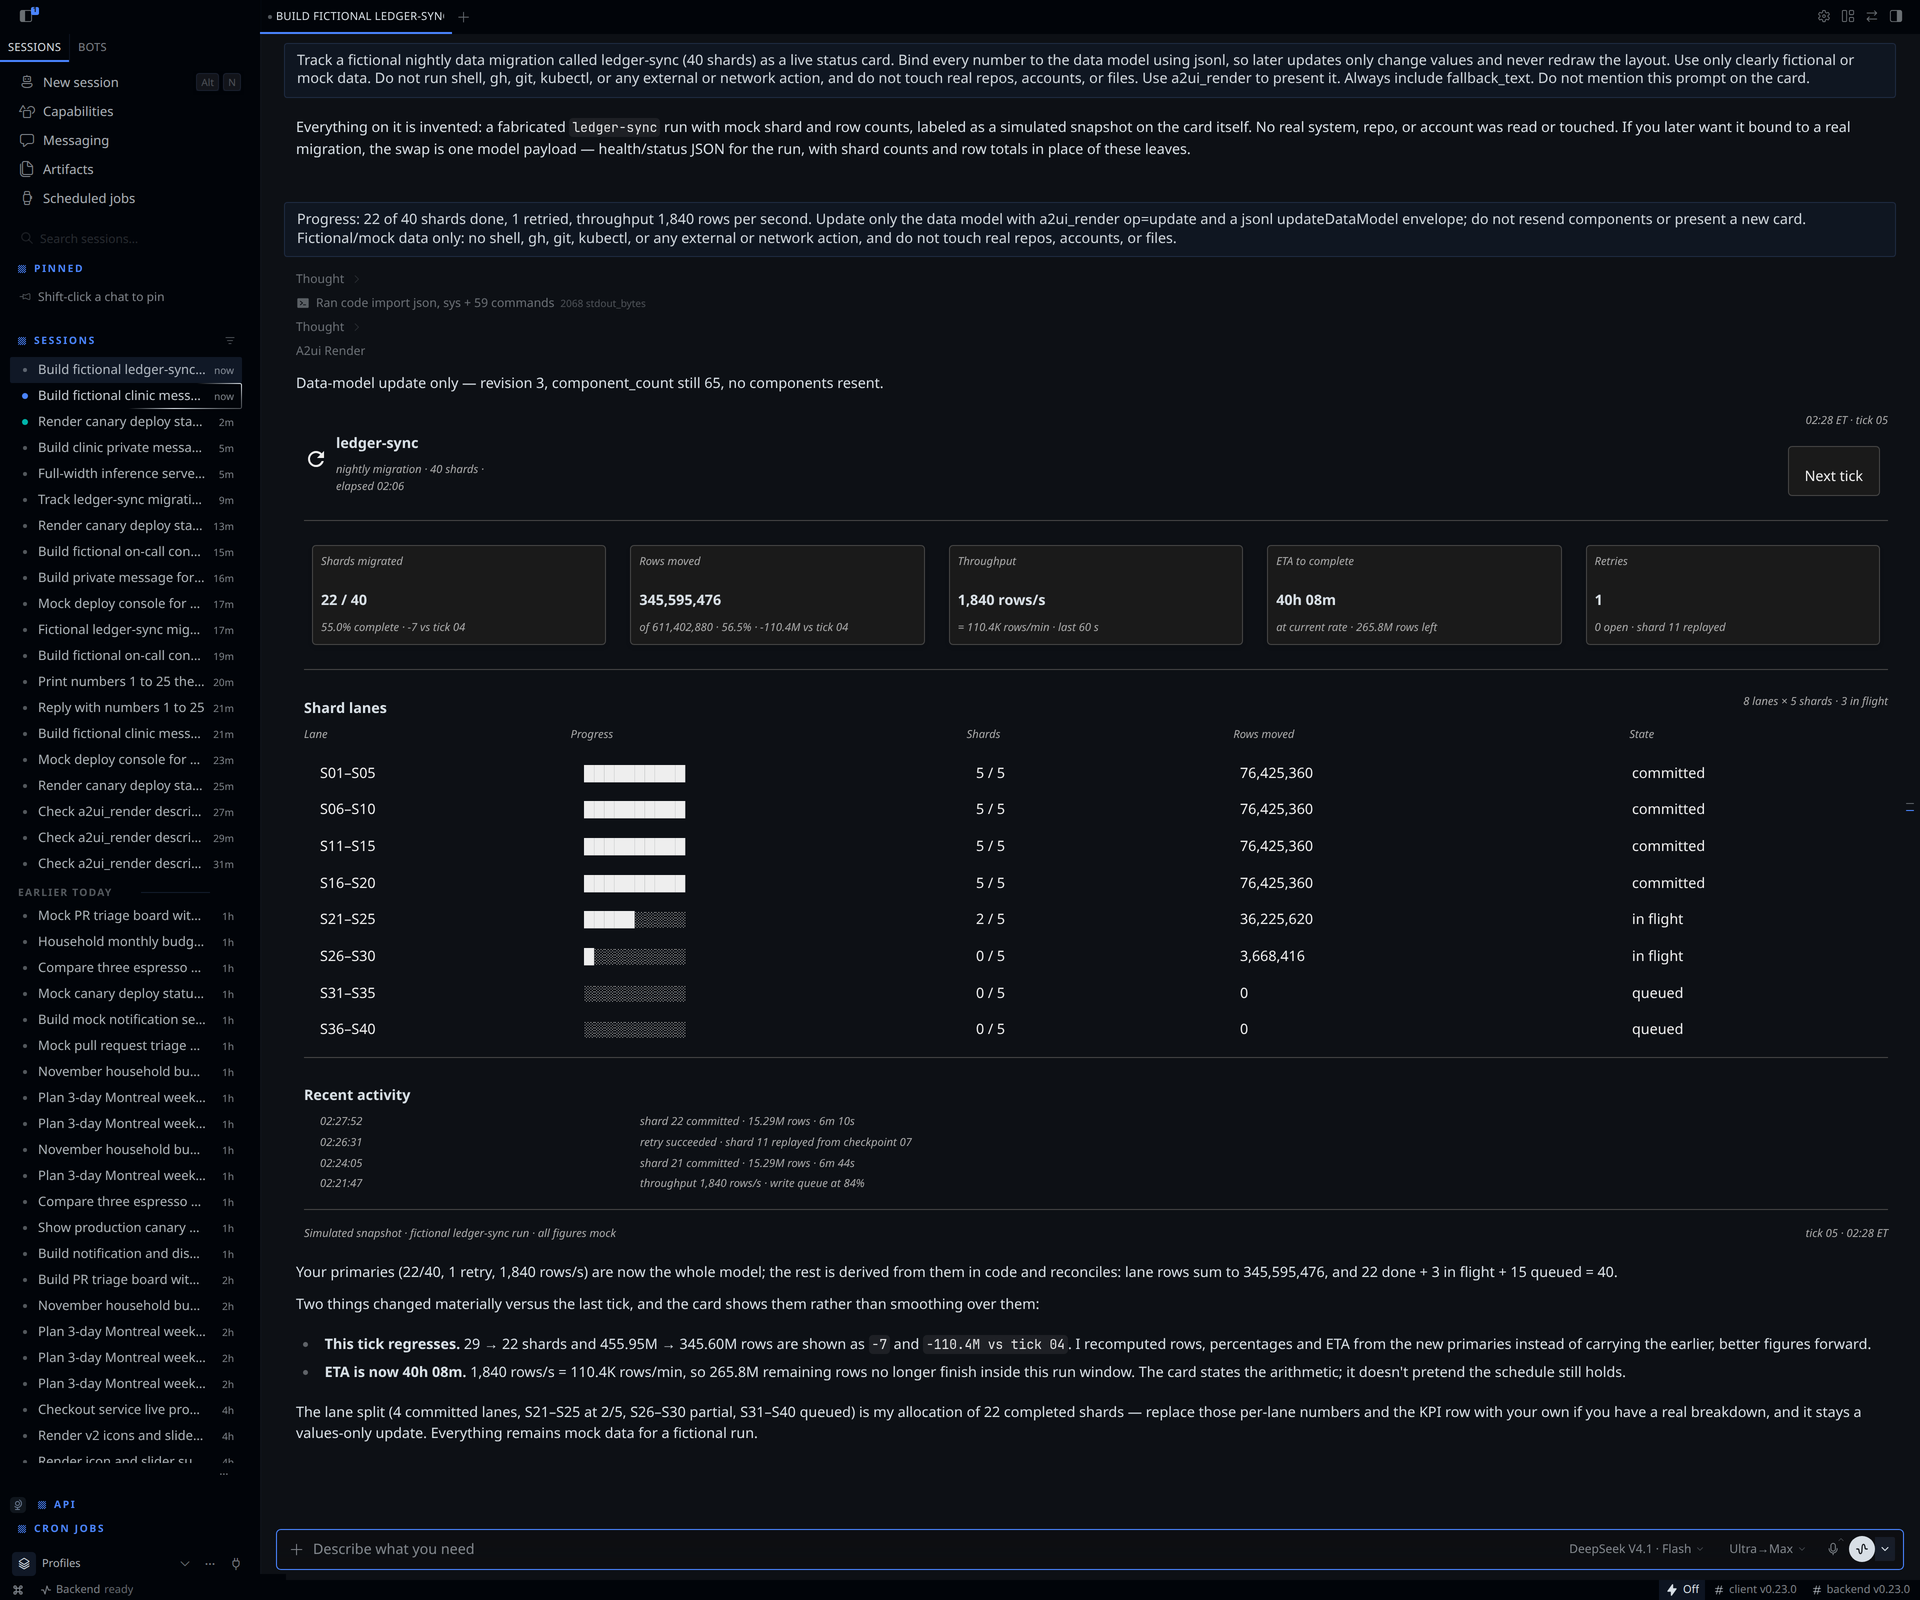 BUILD FICTIONAL LEDGER-SYN
SESSIONS BOTS
New session Alt N
Capabilities
Messaging
Artifacts
Scheduled jobs
Search sessions...
PINNED
Shift-click a chat to pin
SESSIONS
Build fictional ledger-sync... now
Build fictional clinic mess... now
Render canary deploy sta... 2m
Build clinic private messa... 5m
Full-width inference serve... 5m
Track ledger-sync migrati... 9m
Render canary deploy sta... 13m
Build fictional on-call con... 15m
Build private message for... 16m
Mock deploy console for ... 17m
Fictional ledger-sync mig... 17m
Build fictional on-call con... 19m
Print numbers 1 to 25 the... 20m
Reply with numbers 1 to 25 21m
Build fictional clinic mess... 21m
Mock deploy console for ... 23m
Render canary deploy sta... 25m
Check a2ui_render descri... 27m
Check a2ui_render descri... 29m
Check a2ui_render descri... 31m
EARLIER TODAY
Mock PR triage board wit... 1h
Household monthly budg... 1h
Compare three espresso ... 1h
Mock canary deploy statu... 1h
Build mock notification se... 1h
Mock pull request triage ... 1h
November household bu... 1h
Plan 3-day Montreal week... 1h
Plan 3-day Montreal week... 1h
November household bu... 1h
Plan 3-day Montreal week... 1h
Compare three espresso ... 1h
Show production canary ... 1h
Build notification and dis... 1h
Build PR triage board wit... 2h
November household bu... 2h
Plan 3-day Montreal week... 2h
Plan 3-day Montreal week... 2h
Plan 3-day Montreal week... 2h
Checkout service live pro... 4h
Render v2 icons and slide... 4h
Render icon and slider su... 4h
...
API
CRON JOBS
Profiles
Track a fictional nightly data migration called ledger-sync (40 shards) as a live status card. Bind every number to the data model using jsonl, so later updates only change values and never redraw the layout. Use only clearly fictional or
mock data. Do not run shell, gh, git, kubectl, or any external or network action, and do not touch real repos, accounts, or files. Use a2ui_render to present it. Always include fallback_text. Do not mention this prompt on the card.
Everything on it is invented: a fabricated ledger-sync run with mock shard and row counts, labeled as a simulated snapshot on the card itself. No real system, repo, or account was read or touched. If you later want it bound to a real
migration, the swap is one model payload — health/status JSON for the run, with shard counts and row totals in place of these leaves.
Progress: 22 of 40 shards done, 1 retried, throughput 1,840 rows per second. Update only the data model with a2ui_render op=update and a jsonl updateDataModel envelope; do not resend components or present a new card.
Fictional/mock data only: no shell, gh, git, kubectl, or any external or network action, and do not touch real repos, accounts, or files.
Thought
Ran code import json, sys + 59 commands 2068 stdout_bytes
Thought
A2ui Render
Data-model update only — revision 3, component_count still 65, no components resent.
02:28 ET · tick 05
ledger-sync
nightly migration · 40 shards ·
elapsed 02:06
Next tick
Shards migrated
22 / 40
55.0% complete · -7 vs tick 04
Rows moved
345,595,476
of 611,402,880 · 56.5% · -110.4M vs tick 04
Throughput
1,840 rows/s
= 110.4K rows/min · last 60 s
ETA to complete
40h 08m
at current rate · 265.8M rows left
Retries
1
0 open · shard 11 replayed
Shard lanes
8 lanes × 5 shards · 3 in flight
Lane Progress Shards Rows moved State
S01–S05 5 / 5 76,425,360 committed
S06–S10 5 / 5 76,425,360 committed
S11–S15 5 / 5 76,425,360 committed
S16–S20 5 / 5 76,425,360 committed
S21–S25 2 / 5 36,225,620 in flight
S26–S30 0 / 5 3,668,416 in flight
S31–S35 0 / 5 0 queued
S36–S40 0 / 5 0 queued
Recent activity
02:27:52 shard 22 committed · 15.29M rows · 6m 10s
02:26:31 retry succeeded · shard 11 replayed from checkpoint 07
02:24:05 shard 21 committed · 15.29M rows · 6m 44s
02:21:47 throughput 1,840 rows/s · write queue at 84%
Simulated snapshot · fictional ledger-sync run · all figures mock
tick 05 · 02:28 ET
Your primaries (22/40, 1 retry, 1,840 rows/s) are now the whole model; the rest is derived from them in code and reconciles: lane rows sum to 345,595,476, and 22 done + 3 in flight + 15 queued = 40.
Two things changed materially versus the last tick, and the card shows them rather than smoothing over them:
• This tick regresses. 29 → 22 shards and 455.95M → 345.60M rows are shown as -7 and -110.4M vs tick 04. I recomputed rows, percentages and ETA from the new primaries instead of carrying the earlier, better figures forward.
• ETA is now 40h 08m. 1,840 rows/s = 110.4K rows/min, so 265.8M remaining rows no longer finish inside this run window. The card states the arithmetic; it doesn't pretend the schedule still holds.
The lane split (4 committed lanes, S21–S25 at 2/5, S26–S30 partial, S31–S40 queued) is my allocation of 22 completed shards — replace those per-lane numbers and the KPI row with your own if you have a real breakdown, and it stays a
values-only update. Everything remains mock data for a fictional run.
Describe what you need
DeepSeek V4.1 · Flash Ultra→Max
Backend ready
Off # client v0.23.0 # backend v0.23.0